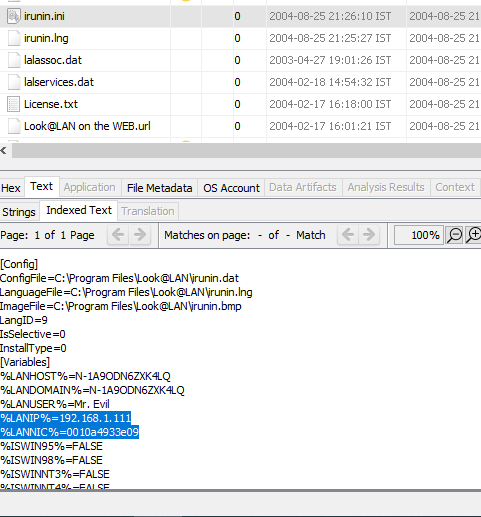 irunin.ini 0 2004-08-25 21:26:10 IST 2004-08-25 21
irunin.lng 0 2004-08-25 21:25:27 IST 2004-08-25 21
lalassoc.dat 0 2003-04-27 19:01:26 IST 2004-08-25 21
lalservices.dat 0 2004-02-18 14:54:32 IST 2004-08-25 21
License.txt 0 2004-02-17 16:18:00 IST 2004-08-25 21
Look@LAN on the WEB.url 0 2004-02-17 16:01:21 IST 2004-08-25 21
Hex Text Application File Metadata OS Account Data Artifacts Analysis Results Context
Strings Indexed Text Translation
Page: 1 of 1 Page Matches on page: - of - Match 100%
[Config]
ConfigFile=C:\Program Files\Look@LAN\irunin.dat
LanguageFile=C:\Program Files\Look@LAN\irunin.lng
ImageFile=C:\Program Files\Look@LAN\irunin.bmp
LangID=9
IsSelective=0
InstallType=0
[Variables]
%LANHOST%=N-1A9ODN6ZXK4LQ
%LANDOMAIN%=N-1A9ODN6ZXK4LQ
%LANUSER%=Mr. Evil
%LANIP%=192.168.1.111
%LANNIC%=0010a4933e09
%ISWIN95%=FALSE
%ISWIN98%=FALSE
%ISWINNT3%=FALSE
%ISWINNT4%=FALSE